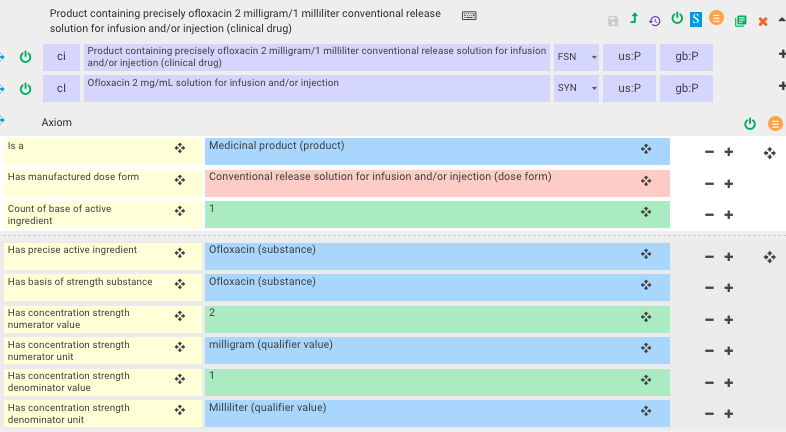 Product containing precisely ofloxacin 2 milligram/1 milliliter conventional release
solution for infusion and/or injection (clinical drug)
S
ci
Product containing precisely ofloxacin 2 milligram/1 milliliter conventional release solution for infusion
and/or injection (clinical drug)
FSN
us:P
gb:P
cI
Ofloxacin 2 mg/mL solution for infusion and/or injection
SYN
us:P
gb:P
Axiom
Is a
Medicinal product (product)
Has manufactured dose form
Conventional release solution for infusion and/or injection (dose form)
Count of base of active
ingredient
1
Has precise active ingredient
Ofloxacin (substance)
Has basis of strength substance
Ofloxacin (substance)
Has concentration strength
numerator value
2
Has concentration strength
numerator unit
milligram (qualifier value)
Has concentration strength
denominator value
1
Has concentration strength
denominator unit
Milliliter (qualifier value)